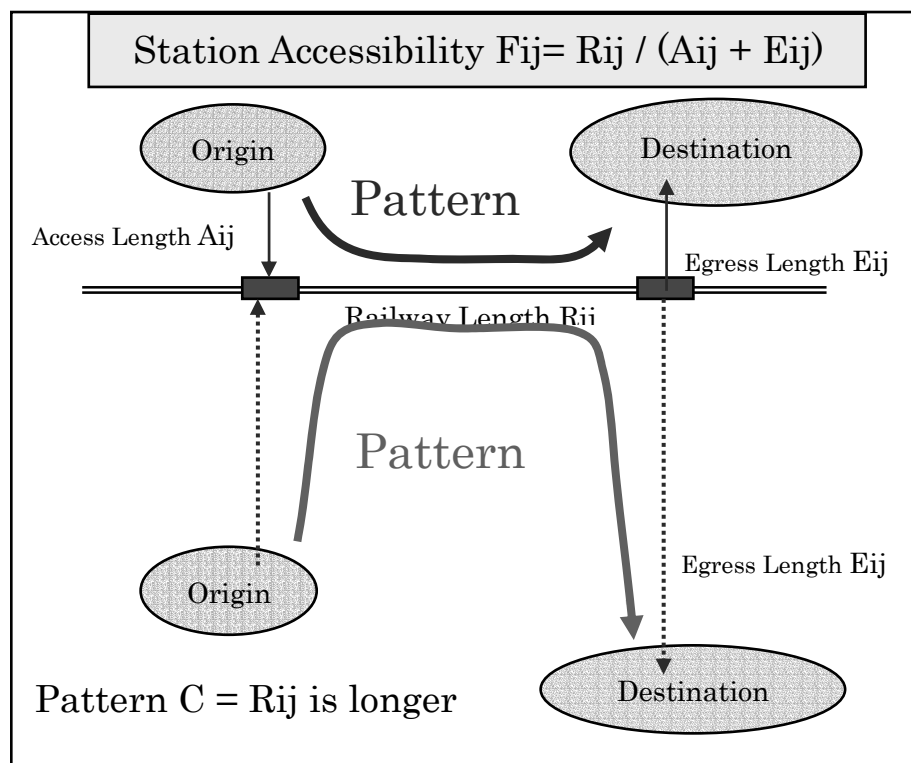 Station Accessibility Fij= Rij / (Aij + Eij)
Origin
Destination
Pattern
Access Length Aij
Egress Length Eij
Railway Length Rij
Pattern
Egress Length Eij
Origin
Destination
Pattern C = Rij is longer